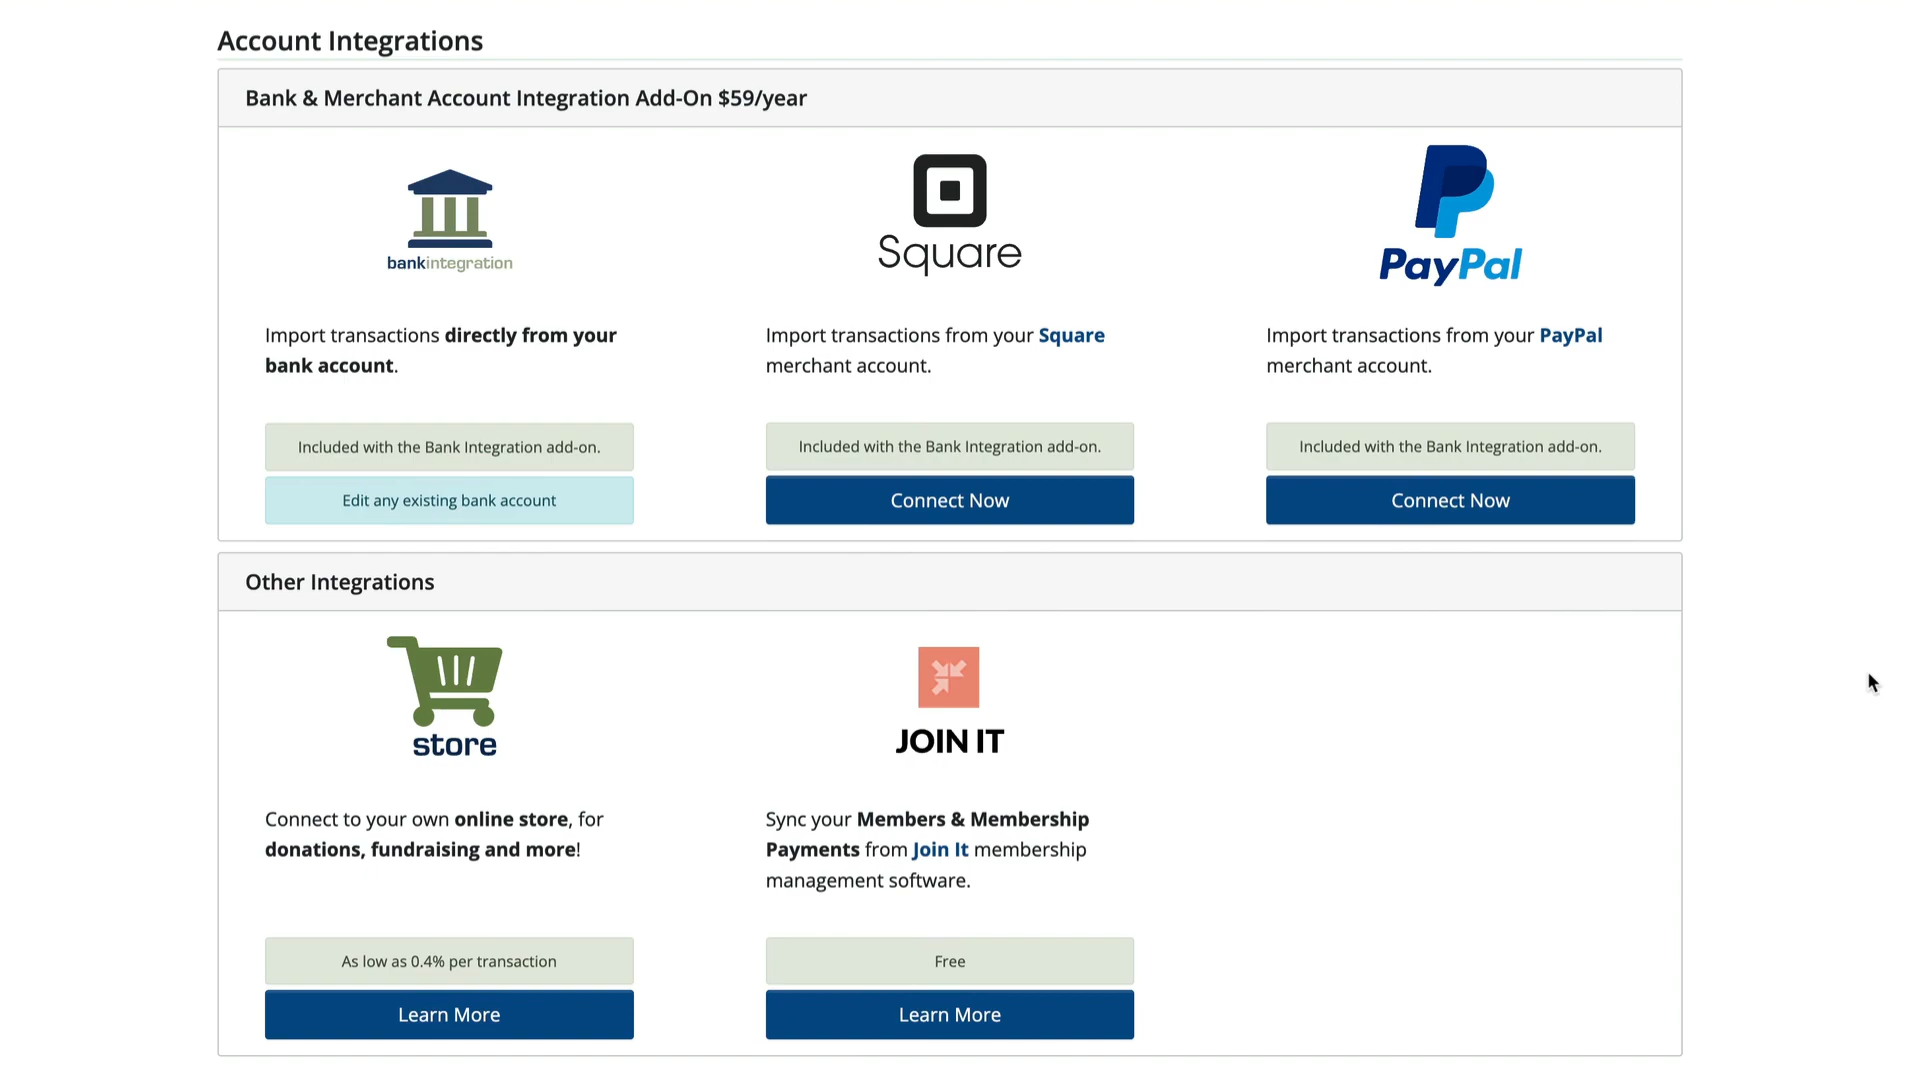 Account Integrations
Bank & Merchant Account Integration Add-On $59/year
bankintegration
Square
PayPal
Import transactions directly from your
bank account.
Import transactions from your Square
merchant account.
Import transactions from your PayPal
merchant account.
Included with the Bank Integration add-on.
Included with the Bank Integration add-on.
Included with the Bank Integration add-on.
Edit any existing bank account
Connect Now
Connect Now
Other Integrations
store
JOIN IT
Connect to your own online store, for
donations, fundraising and more!
Sync your Members & Membership
Payments from Join It membership
management software.
As low as 0.4% per transaction
Free
Learn More
Learn More